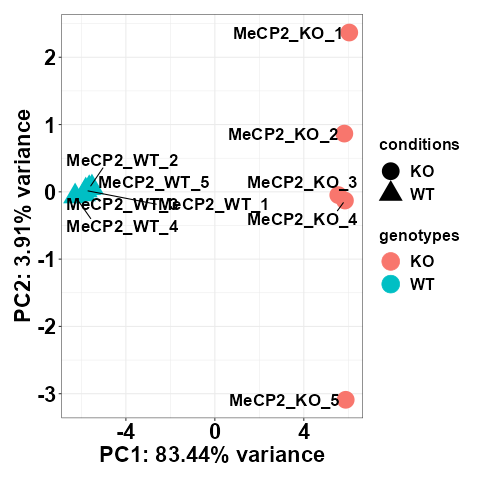 MeCP2_KO_1
MeCP2_KO_2
MeCP2_WT_2
MeCP2_WT_5
MeCP2_KO_3
MeCP2_WT_3
MeCP2_WT_1
MeCP2_KO_4
MeCP2_WT_4
MeCP2_KO_5
2
1
0
-1
-2
-3
-4
0
4
PC1: 83.44% variance
PC2: 3.91% variance
conditions
KO
WT
genotypes
KO
WT